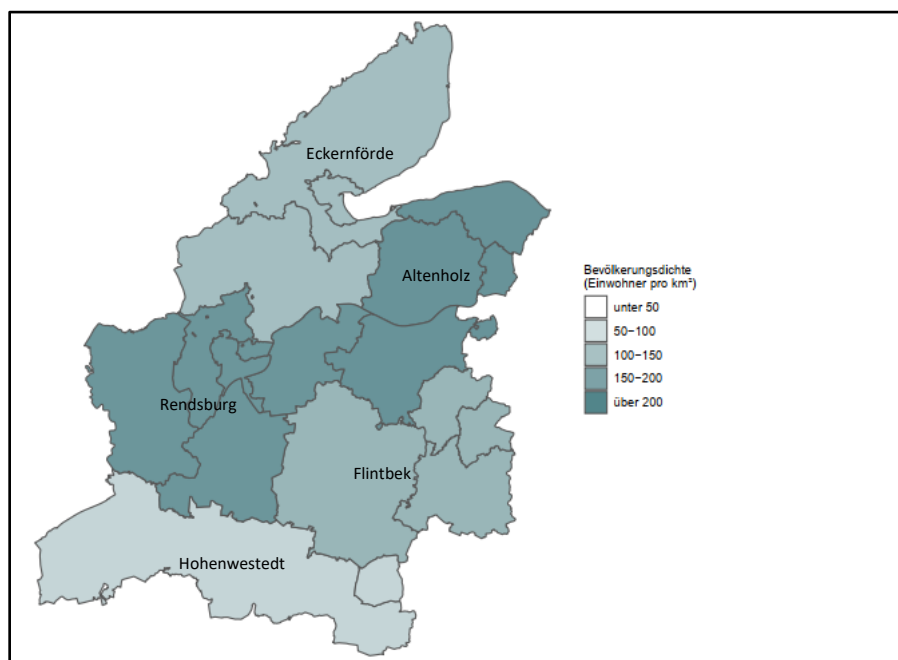 Eckernförde
Altenholz
Bevölkerungsdichte
(Einwohner pro km²)
unter 50
50−100
100−150
150−200
über 200
Rendsburg
Flintbek
Hohenwestedt